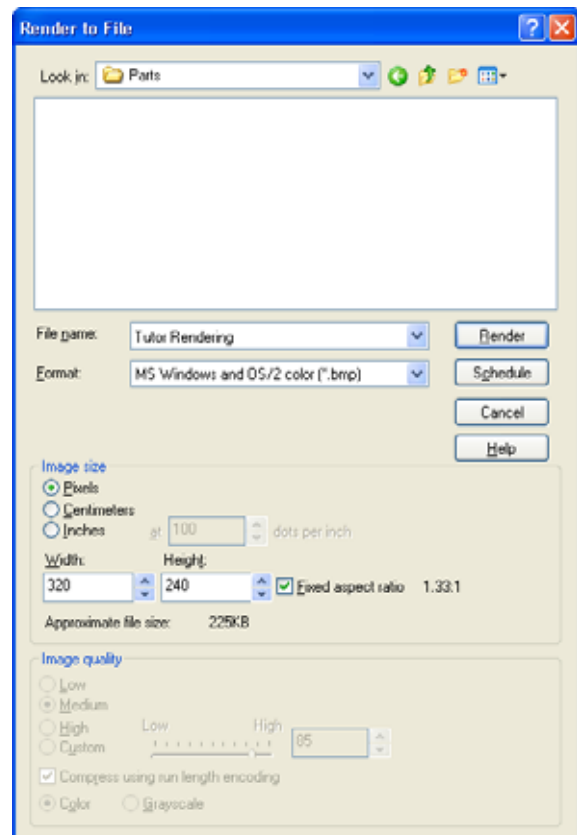 Render to File
Look in: Parts
File name: Tutor Rendering Render
Format: MS Windows and OS/2 color (*.bmp) Schedule
Cancel
Help
Image size
Pixels
Centimeters
Inches at 100 dots per inch
Width: Height:
320 240 Fixed aspect ratio 1.33:1
Approximate file size: 225KB
Image quality
Low
Medium
High Low High
Custom 85
Compress using run length encoding
Color Grayscale